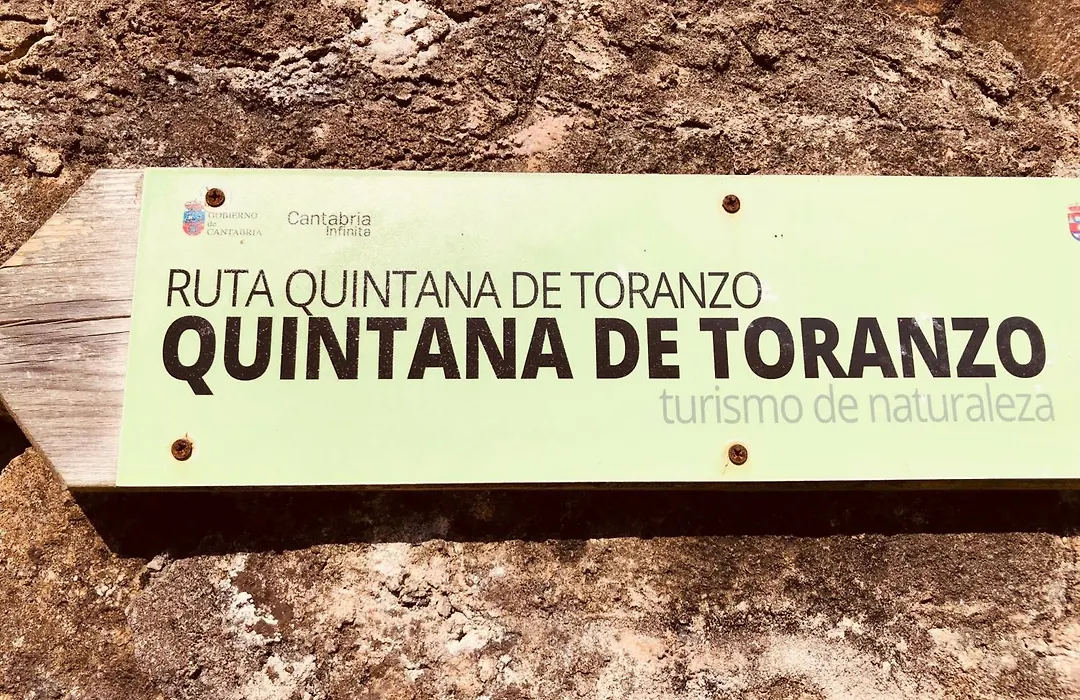 GOBIERNO
de
CANTABRIA
Cantabria
Infinita
RUTA QUINTANA DE TORANZO
QUINTANA DE TORANZO
turismo de naturaleza